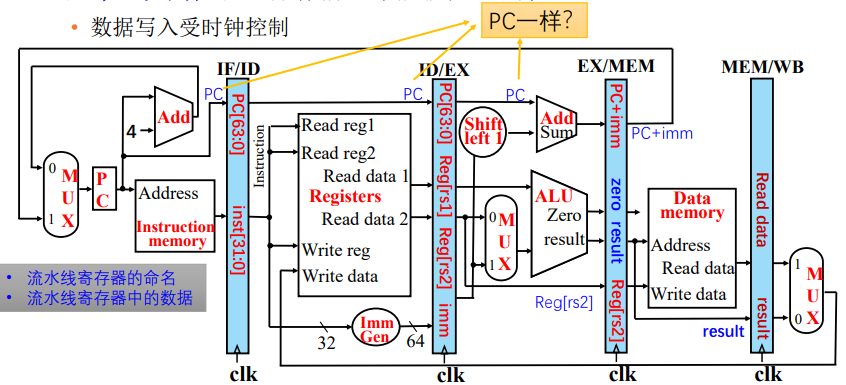 • 数据写入受时钟控制
PC一样？
IF/ID
ID/EX
EX/MEM
MEM/WB
PC
PC
PC
Add
4
PC[63:0]
PC[63:0]
Shift
left 1
Add
Sum
PC+imm
PC+imm
Instruction
Read reg1
Read reg2
Read data 1
Registers
Read data 2
Write reg
Write data
0
M
U
X
1
P
C
Address
Instruction
memory
inst[31:0]
Reg[rs1]
Reg[rs2]
imm
0
M
U
X
1
ALU
Zero
result
zero
result
Reg[rs2]
Data
memory
Address
Read data
Write data
Read data
result
1
M
U
X
0
• 流水线寄存器的命名
• 流水线寄存器中的数据
Reg[rs2]
result
32
Imm
Gen
64
clk
clk
clk
clk